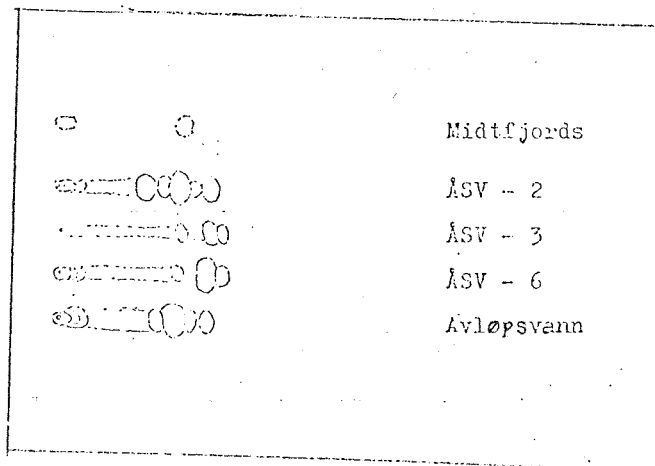 Midtfjords
ÅSV - 2
ÅSV - 3
ÅSV - 6
Avløpsvann